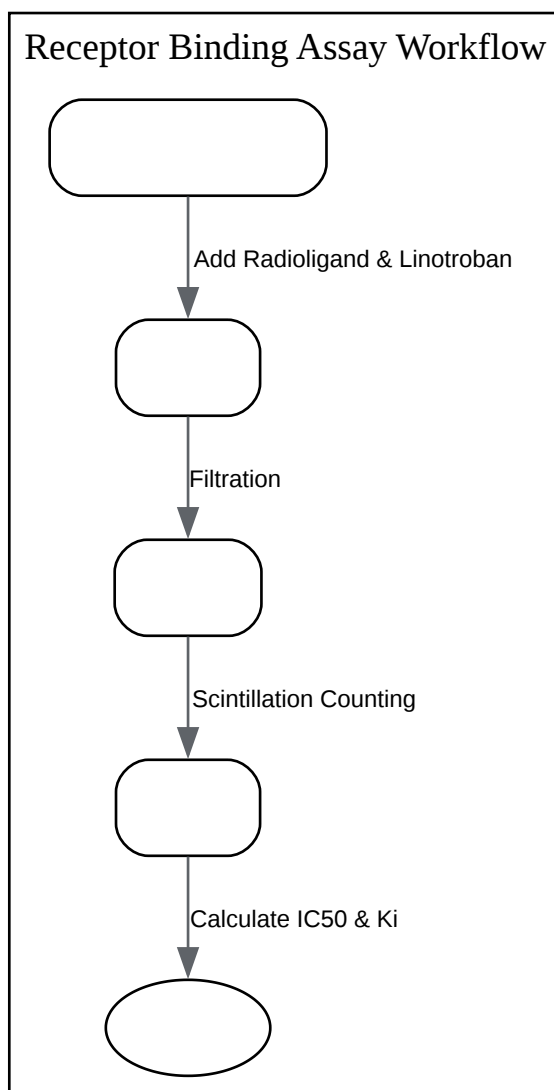 Receptor Binding Assay Workflow
Add Radioligand & Linotroban
Filtration
Scintillation Counting
Calculate IC50 & Ki